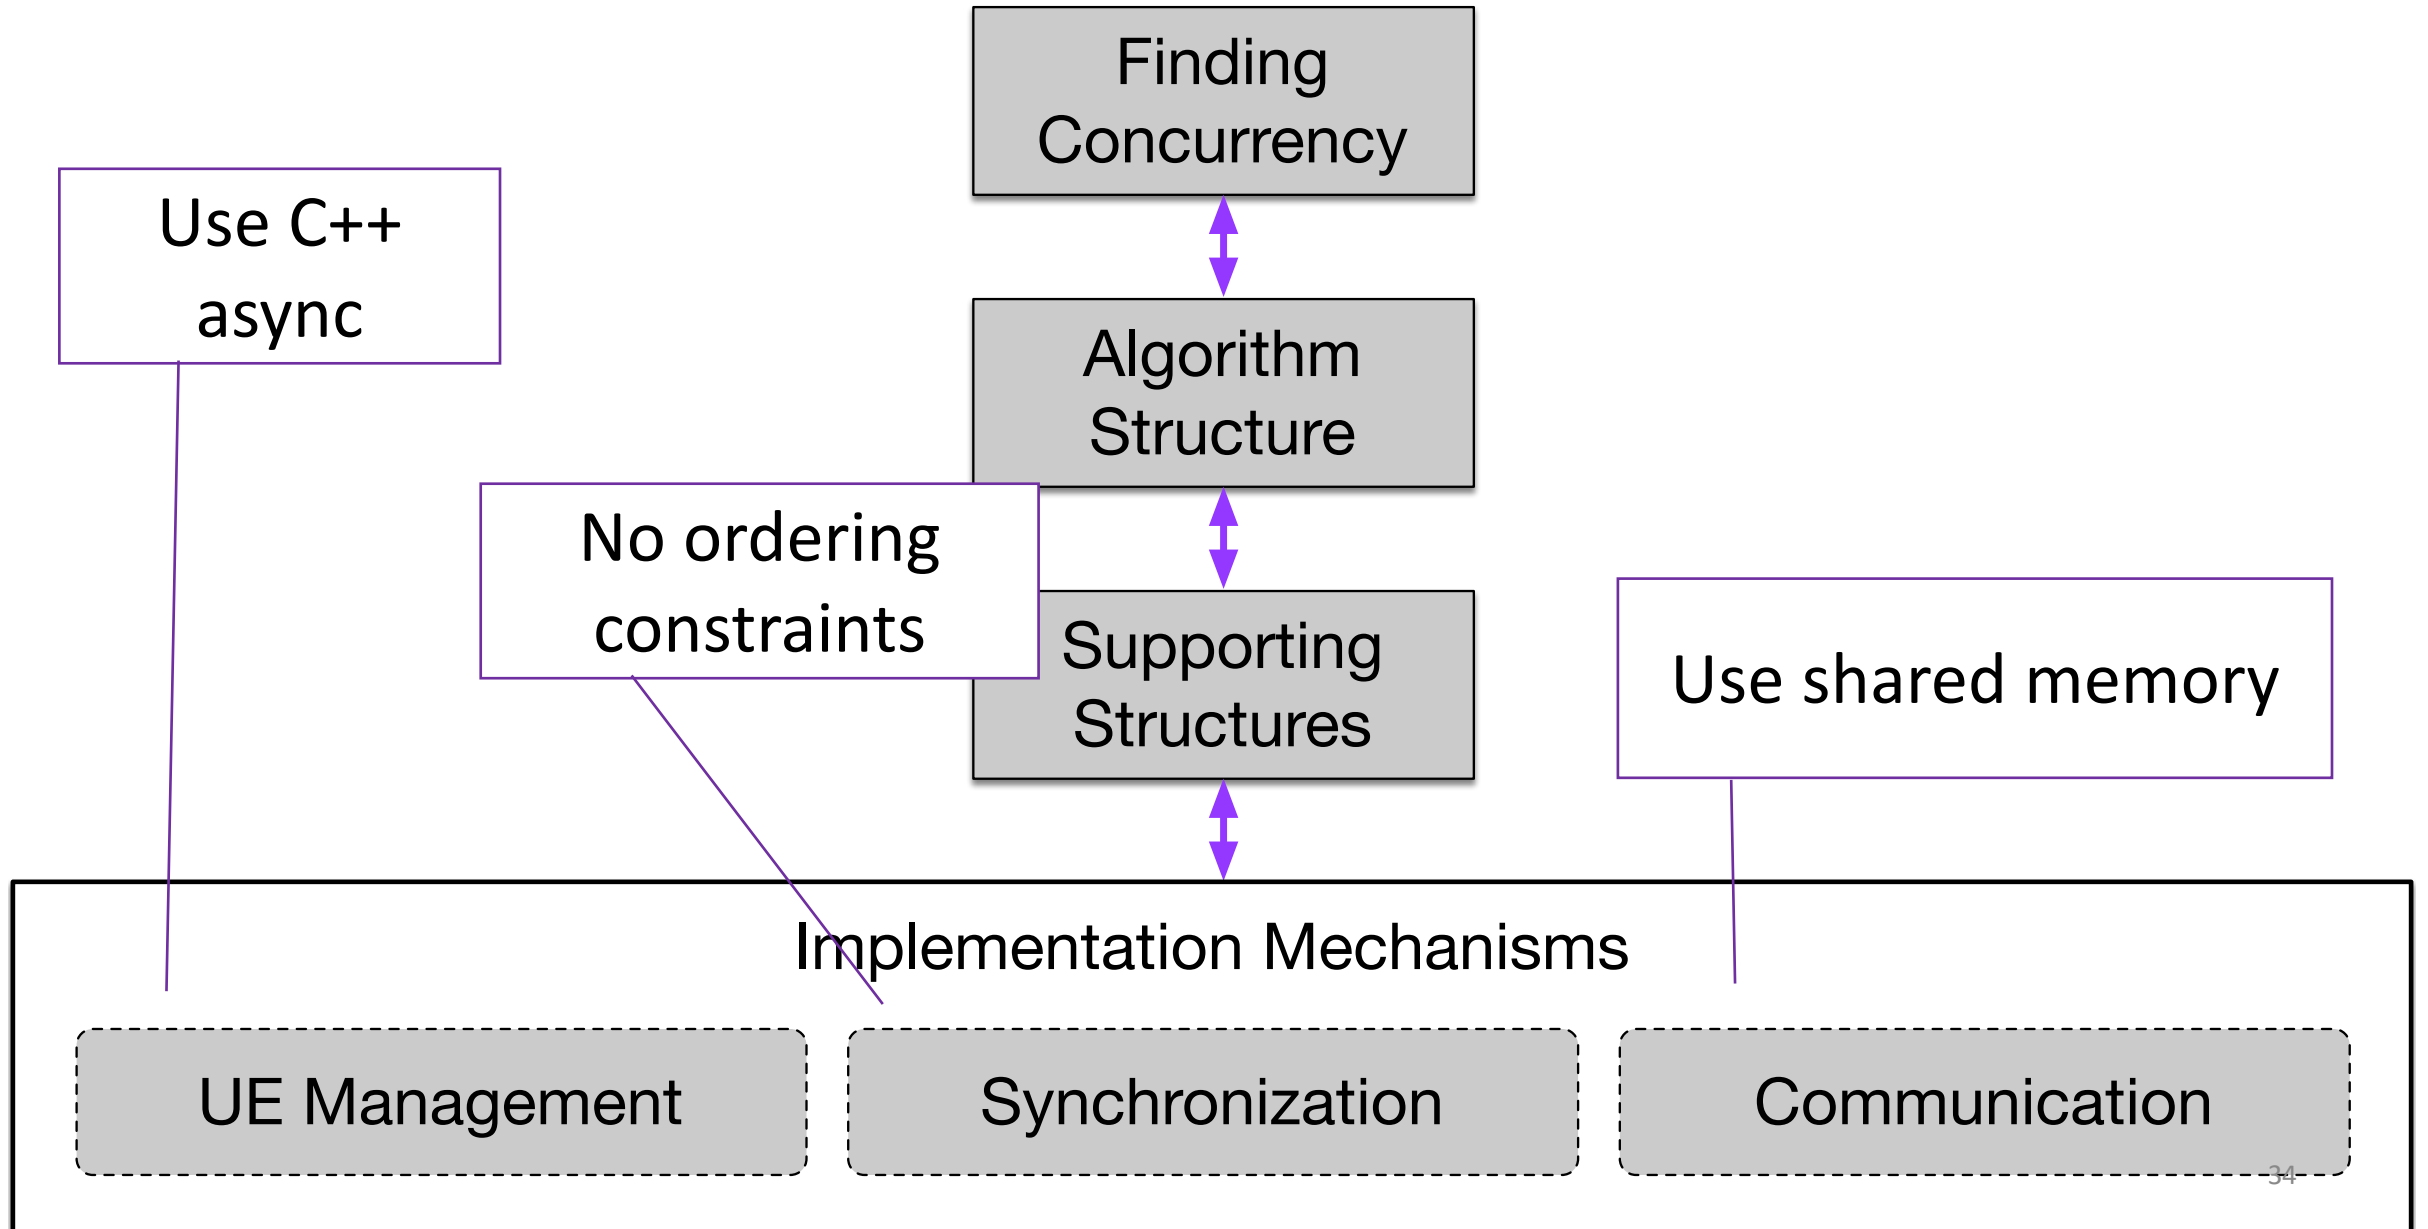 Finding
Concurrency
Use C++
async
Algorithm
Structure
No ordering
constraints
Supporting
Structures
Use shared memory
Implementation Mechanisms
UE Management
Synchronization
Communication
34